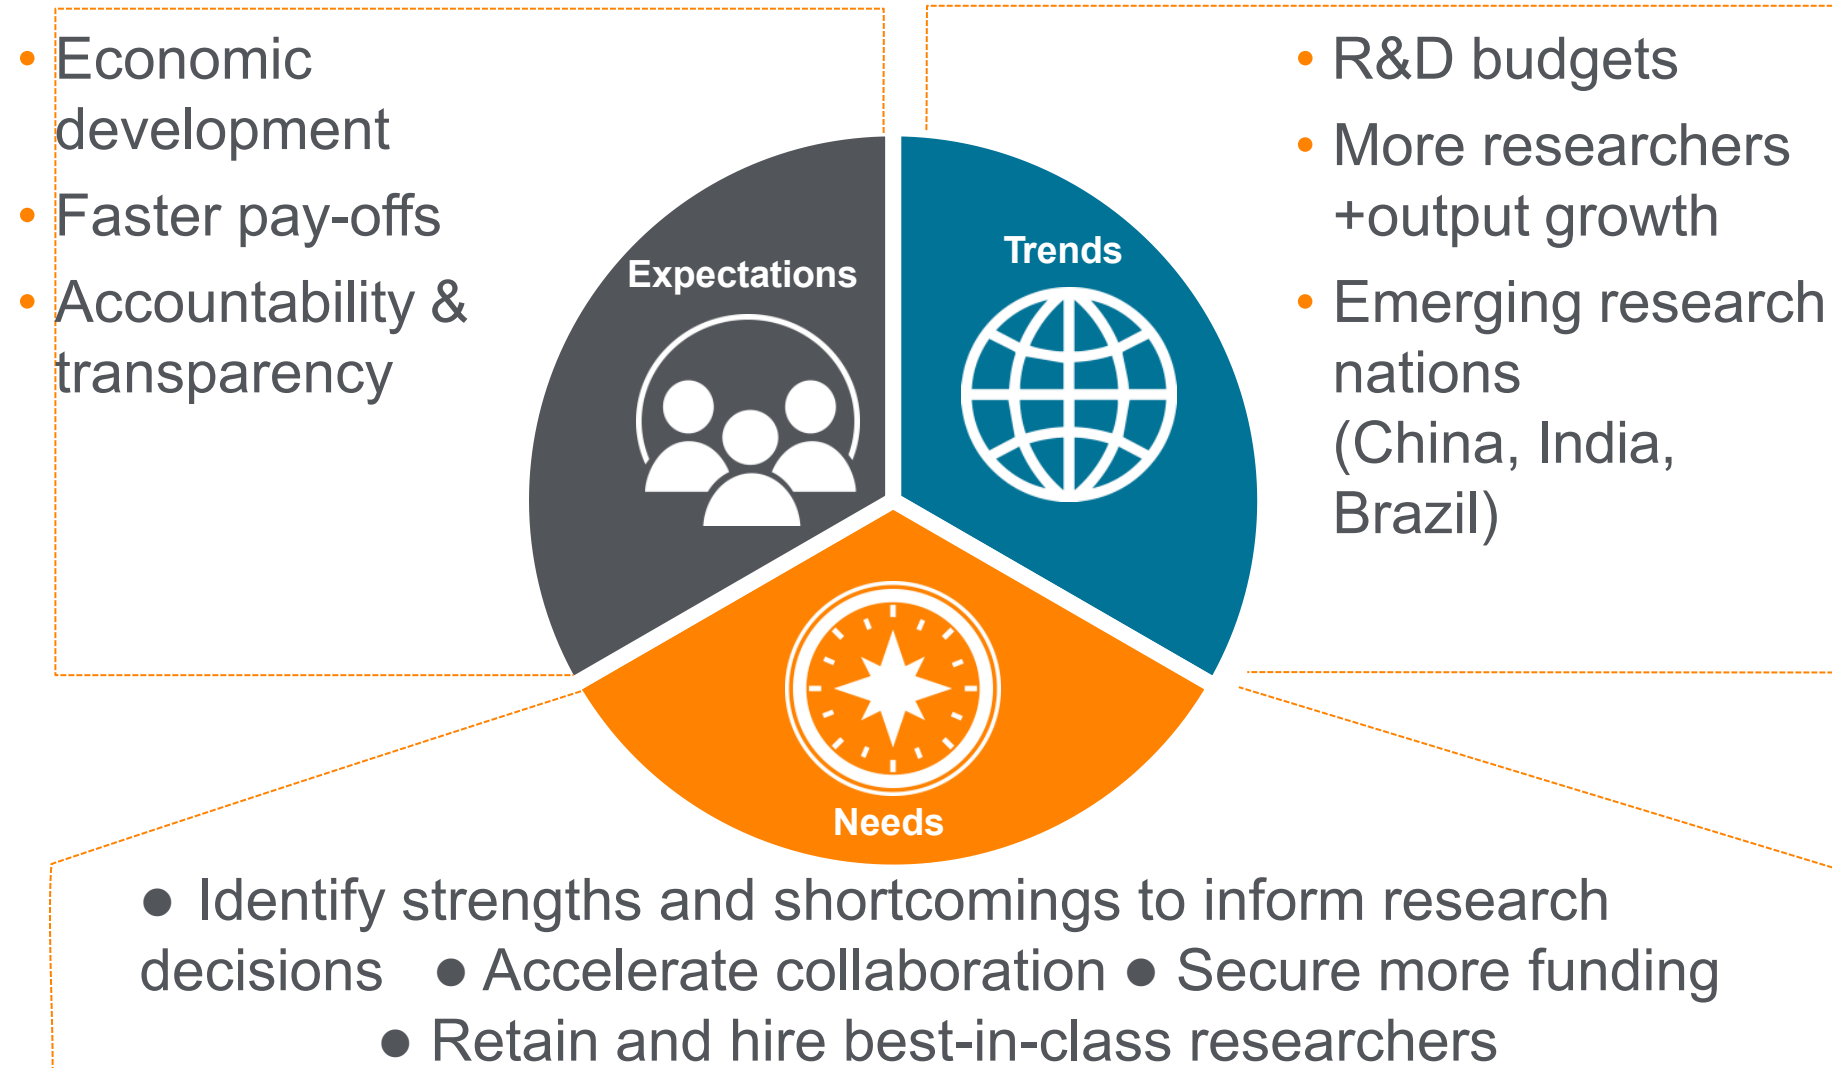 • Economic
development
• Faster pay-offs
• Accountability &
transparency
Expectations
Trends
• R&D budgets
• More researchers
+output growth
• Emerging research
nations
(China, India,
Brazil)
Needs
● Identify strengths and shortcomings to inform research
decisions ● Accelerate collaboration ● Secure more funding
● Retain and hire best-in-class researchers